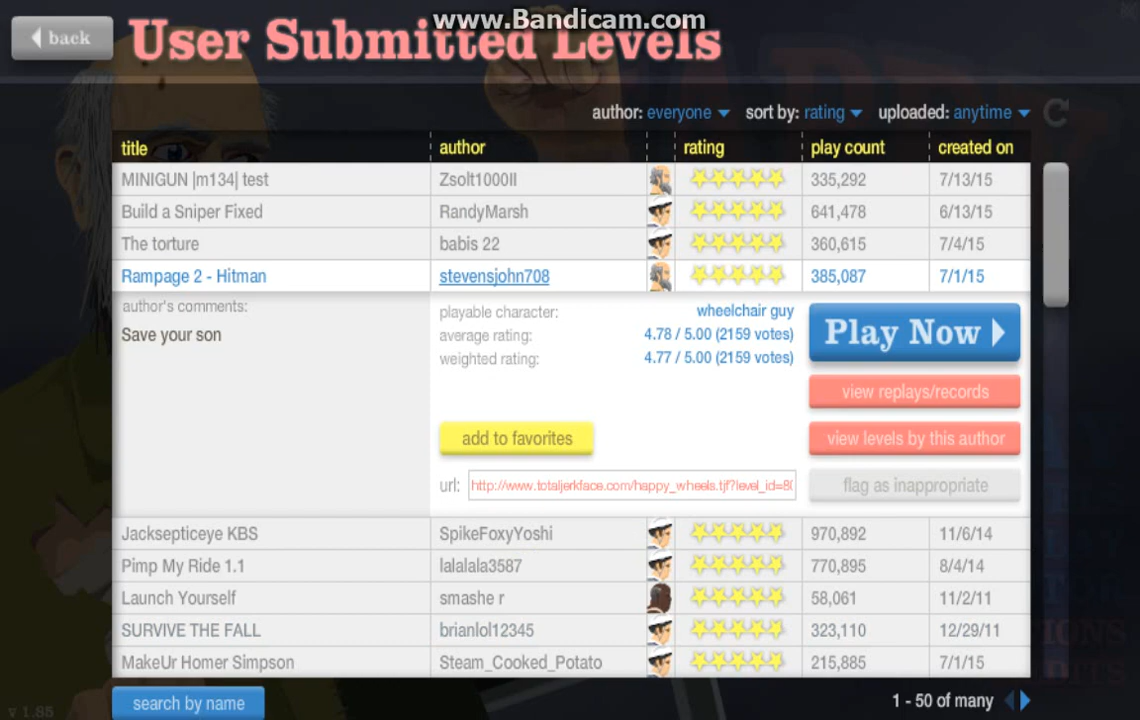 www.Bandicam.com
back
User Submitted Levels
author: everyone sort by: rating uploaded: anytime
title author rating play count created on
MINIGUN |m134| test Zsolt1000II 335,292 7/13/15
Build a Sniper Fixed RandyMarsh 641,478 6/13/15
The torture babis 22 360,615 7/4/15
Rampage 2 - Hitman stevensjohn708 385,087 7/1/15
author's comments:
Save your son
playable character: wheelchair guy
average rating: 4.78 / 5.00 (2159 votes)
weighted rating: 4.77 / 5.00 (2159 votes)
Play Now
view replays/records
add to favorites
view levels by this author
url: http://www.totaljerkface.com/happy_wheels.tjf?level_id=8
flag as inappropriate
Jacksepticeye KBS SpikeFoxyYoshi 970,892 11/6/14
Pimp My Ride 1.1 lalalala3587 770,895 8/4/14
Launch Yourself smashe r 58,061 11/2/11
SURVIVE THE FALL brianlol12345 323,110 12/29/11
MakeUr Homer Simpson Steam_Cooked_Potato 215,885 7/1/15
search by name
1 - 50 of many
v 1.85